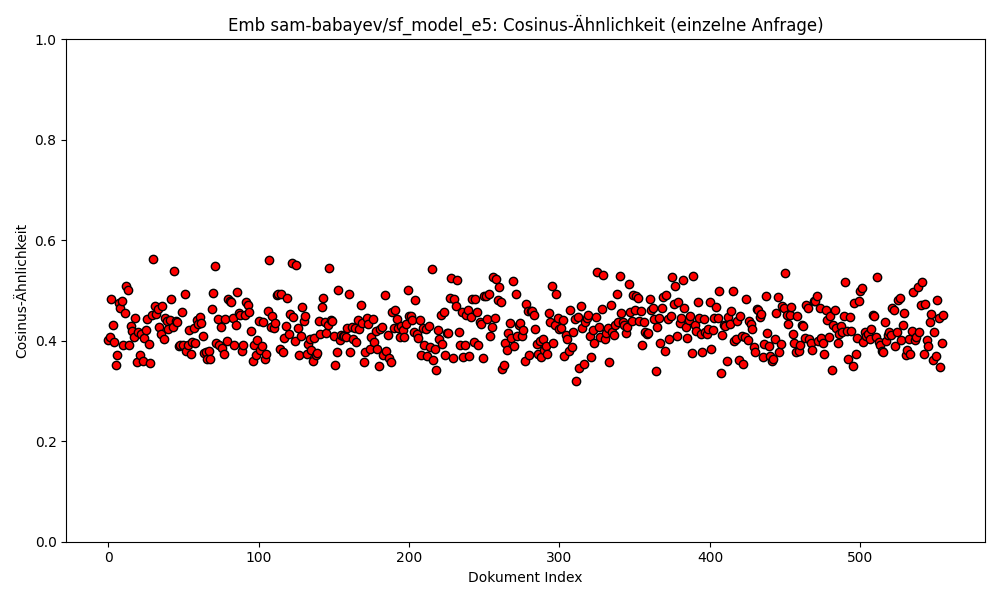 Emb sam-babayev/sf_model_e5: Cosinus-Ähnlichkeit (einzelne Anfrage)
1.0
0.8
0.6
0.4
0.2
0.0
Cosinus-Ähnlichkeit
0 100 200 300 400 500
Dokument Index